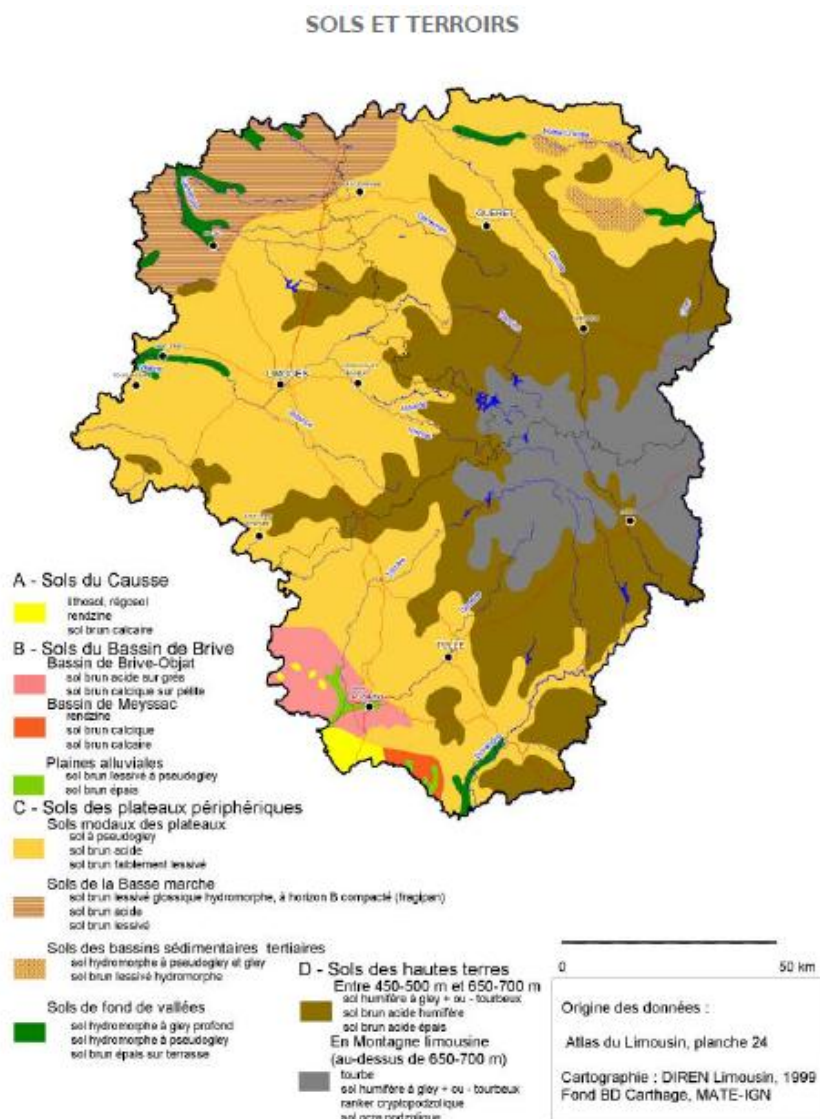 SOLS ET TERROIRS
GUERET
LIMOGES
TULLE
A - Sols du Causse
lithosol, régosol
rendzine
sol brun calcaire
B - Sols du Bassin de Brive
Bassin de Brive-Objat
sol brun acide sur grés
sol brun calcique sur pélite
Bassin de Meyssac
rendzine
sol brun calcique
sol brun calcaire
Plaines alluviales
sol brun lessivé à pseudogley
sol brun épais
C - Sols des plateaux périphériques
Sols modaux des plateaux
sol à pseudogley
sol brun acide
sol brun faiblement lessivé
Sols de la Basse marche
sol brun lessivé glossique hydromorphe, à horizon B compacté (fragipan)
sol brun acide
sol brun lessivé
Sols des bassins sédimentaires tertiaires
sol hydromorphe à pseudogley et gley
sol brun lessivé hydromorphe
Sols de fond de vallées
sol hydromorphe à gley profond
sol hydromorphe à pseudogley
sol brun épais sur terrasse
D - Sols des hautes terres
Entre 450-500 m et 650-700 m
sol humifère à gley + ou - tourbeux
sol brun acide humifère
sol brun acide épais
En Montagne limousine
(au-dessus de 650-700 m)
tourbe
sol humifère à gley + ou - tourbeux
ranker cryptopodzolique
sol ocre podzolique
0 50 km
Origine des données :
Atlas du Limousin, planche 24
Cartographie : DIREN Limousin, 1999
Fond BD Carthage, MATE-IGN